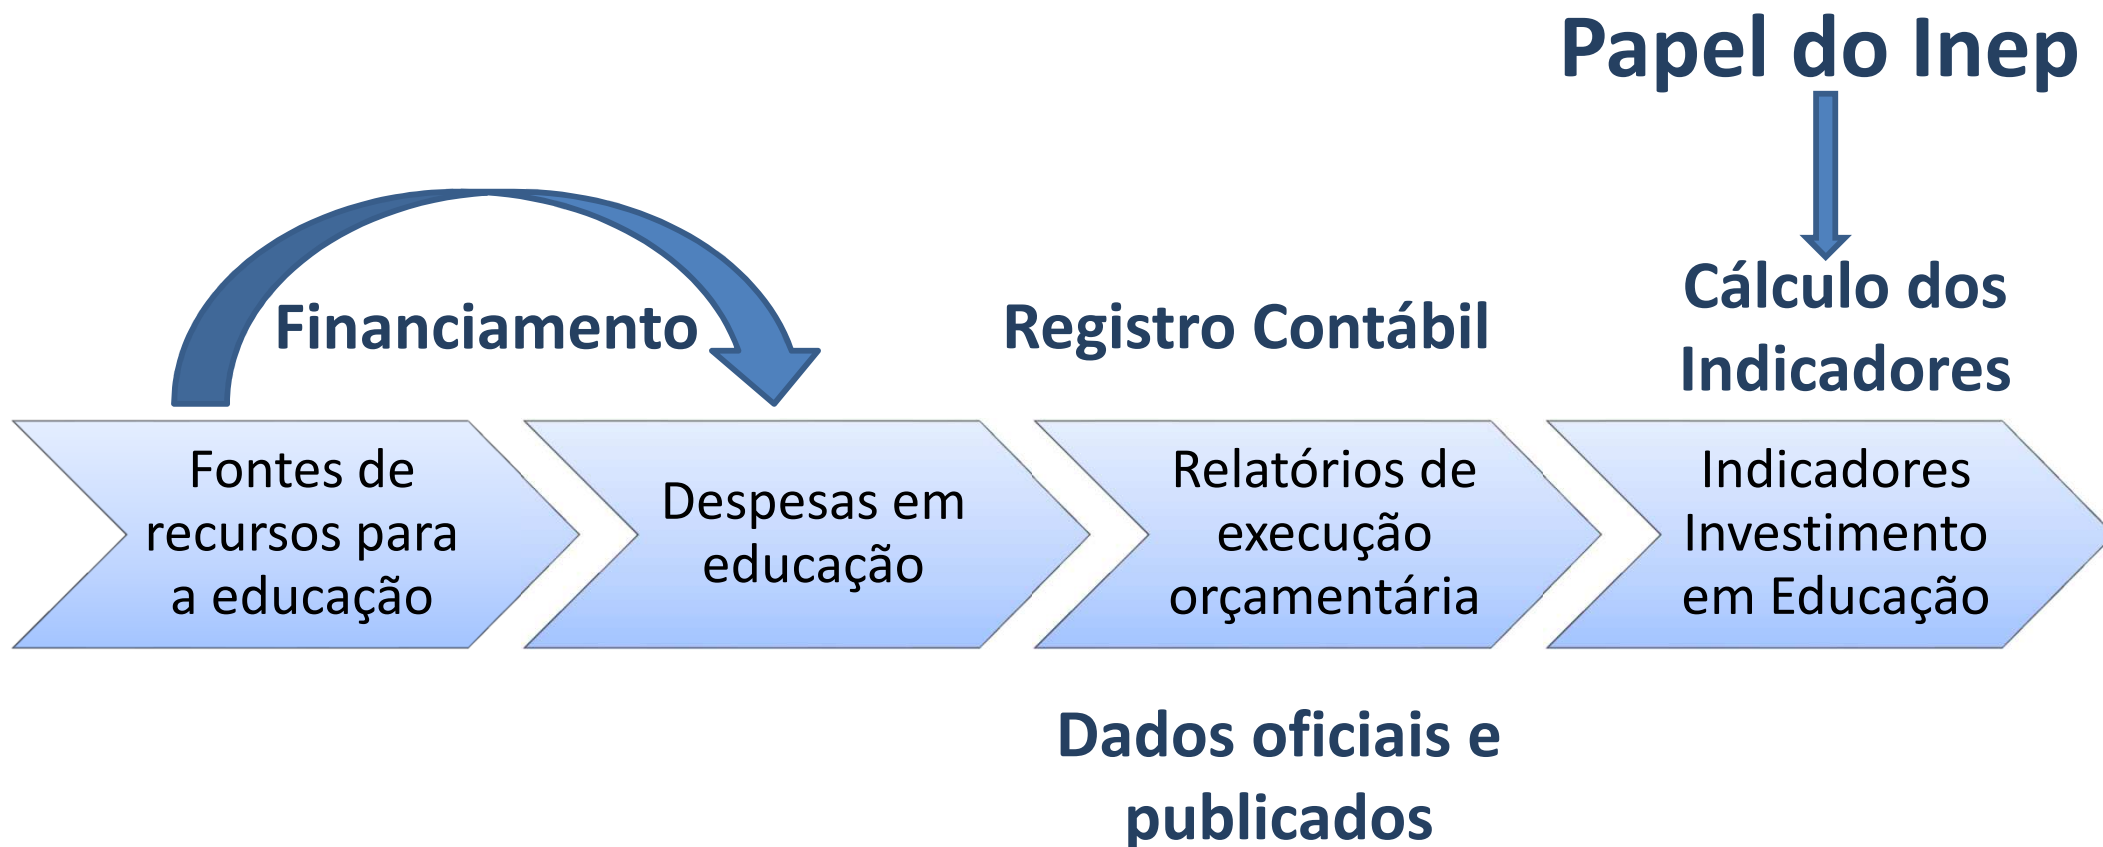 Papel do Inep
Financiamento
Registro Contábil
Cálculo dos
Indicadores
Fontes de
recursos para
a educação
Despesas em
educação
Relatórios de
execução
orçamentária
Indicadores
Investimento
em Educação
Dados oficiais e
publicados